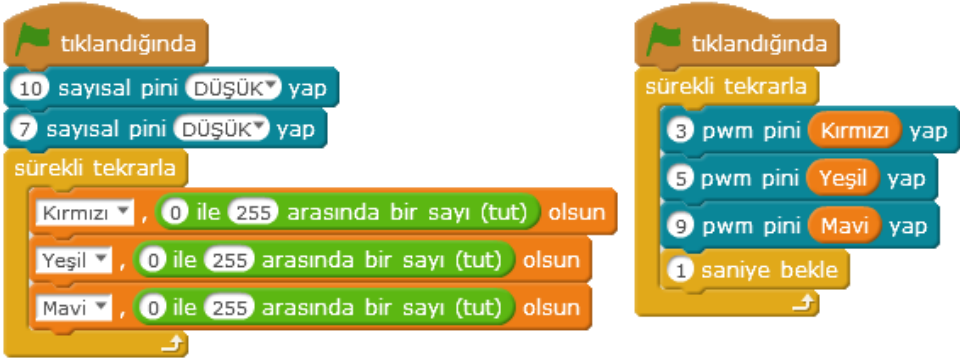 tıklandığında
10 sayısal pini DÜŞÜK yap
7 sayısal pini DÜŞÜK yap
sürekli tekrarla
Kırmızı , 0 ile 255 arasında bir sayı (tut) olsun
Yeşil , 0 ile 255 arasında bir sayı (tut) olsun
Mavi , 0 ile 255 arasında bir sayı (tut) olsun
tıklandığında
sürekli tekrarla
3 pwm pini Kırmızı yap
5 pwm pini Yeşil yap
9 pwm pini Mavi yap
1 saniye bekle